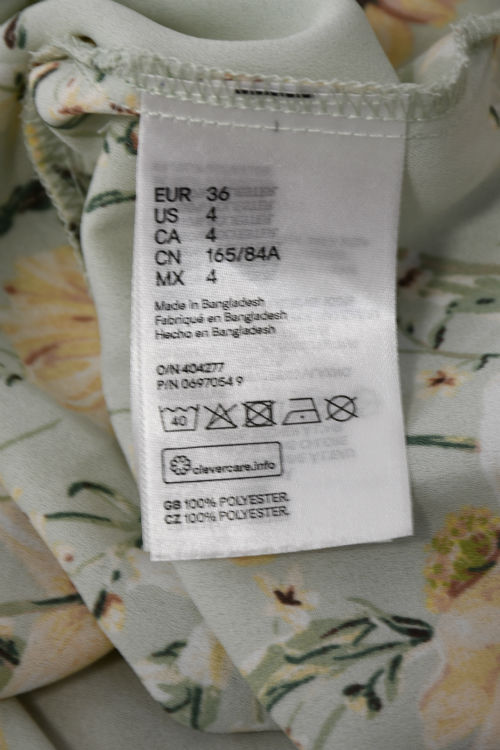 EUR 36
US 4
CA 4
CN 165/84A
MX 4
Made in Bangladesh
Fabriqué en Bangladesh
Hecho en Bangladesh
O/N 404277
P/N 0697054 9
40
clevercare.info
GB 100% POLYESTER.
CZ 100% POLYESTER.